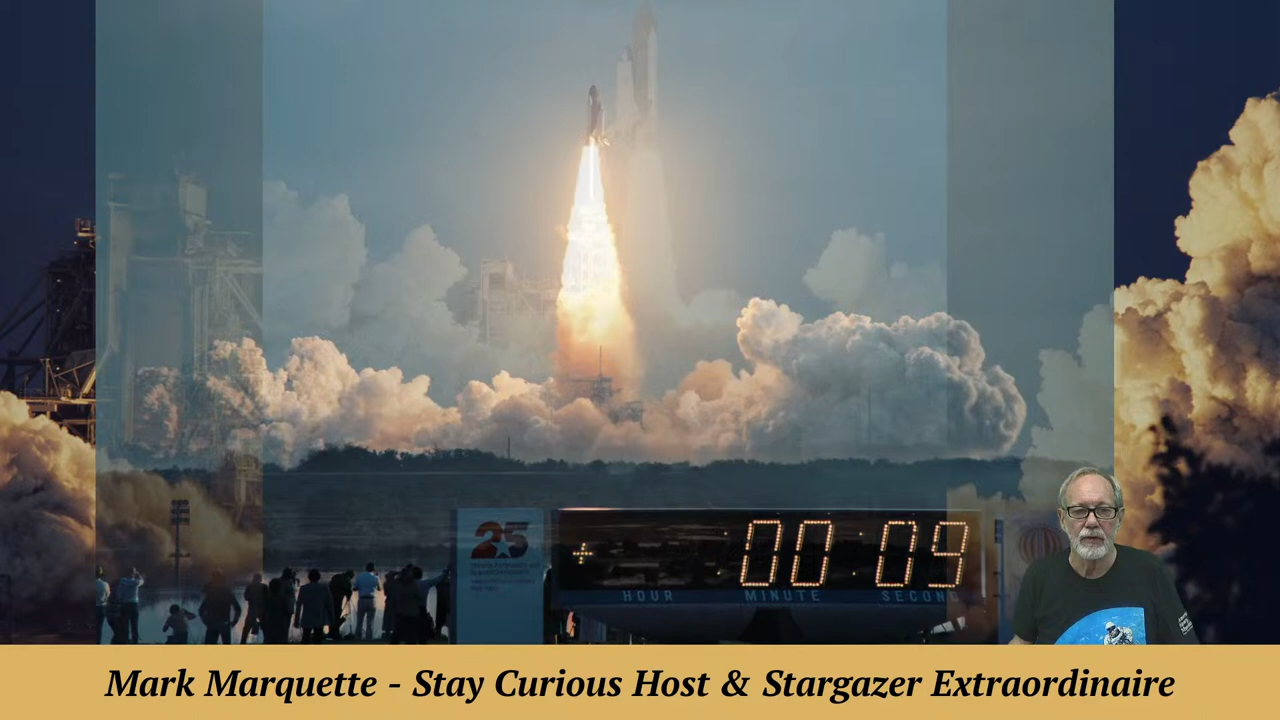 25
+ 00 09
HOUR MINUTE SECOND
Mark Marquette - Stay Curious Host & Stargazer Extraordinaire